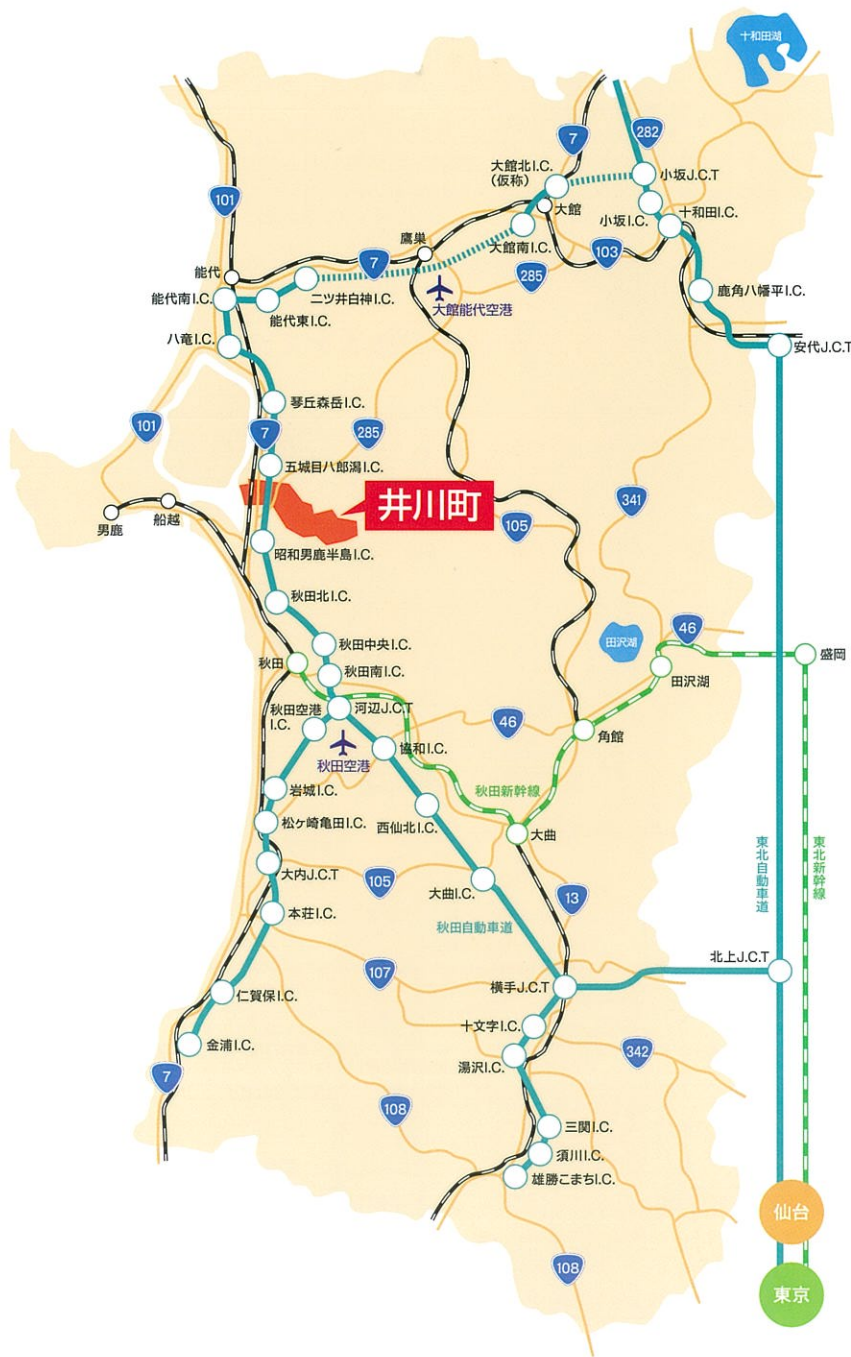 十和田湖
7
282
大館北I.C.
(仮称)
小坂J.C.T
大館
小坂I.C.
十和田I.C.
101
鷹巣
大館南I.C.
103
7
285
能代
鹿角八幡平I.C.
能代南I.C.
二ツ井白神I.C.
大館能代空港
能代東I.C.
八竜I.C.
安代J.C.T
琴丘森岳I.C.
101
7
285
五城目八郎潟I.C.
井川町
341
男鹿
船越
105
昭和男鹿半島I.C.
秋田北I.C.
46
田沢湖
秋田中央I.C.
秋田
盛岡
秋田南I.C.
田沢湖
秋田空港
I.C.
河辺J.C.T
46
角館
協和I.C.
秋田空港
岩城I.C.
秋田新幹線
西仙北I.C.
松ヶ崎亀田I.C.
大曲
大内J.C.T
105
大曲I.C.
13
東北自動車道
東北新幹線
本荘I.C.
秋田自動車道
107
北上J.C.T
横手J.C.T
仁賀保I.C.
十文字I.C.
金浦I.C.
湯沢I.C.
342
7
108
三関I.C.
須川I.C.
雄勝こまちI.C.
仙台
108
東京